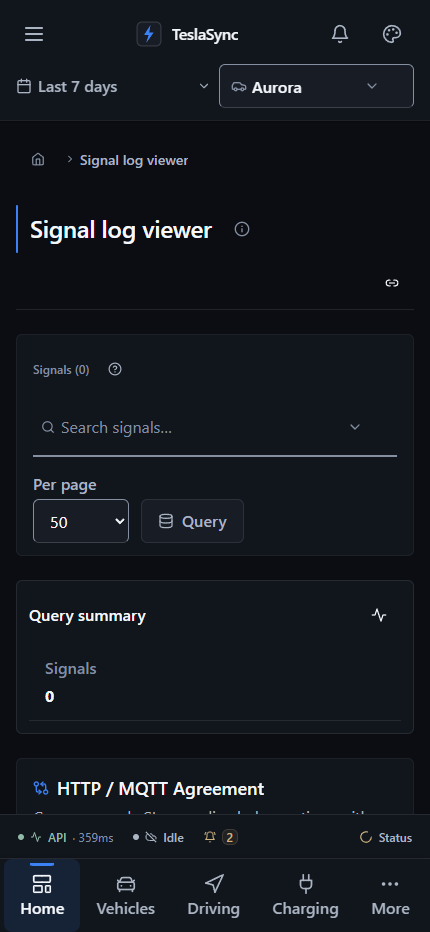 TeslaSync
Last 7 days
Aurora
Signal log viewer
Signal log viewer
Signals (0)
Search signals...
Per page
50
Query
Query summary
Signals
0
HTTP / MQTT Agreement
API · 359ms
Idle
2
Status
Home
Vehicles
Driving
Charging
More